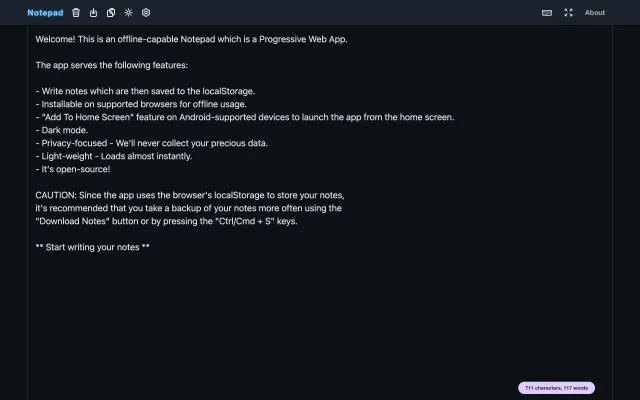 Notepad
About
Welcome! This is an offline-capable Notepad which is a Progressive Web App.
The app serves the following features:
- Write notes which are then saved to the localStorage.
- Installable on supported browsers for offline usage.
- "Add To Home Screen" feature on Android-supported devices to launch the app from the home screen.
- Dark mode.
- Privacy-focused - We'll never collect your precious data.
- Light-weight - Loads almost instantly.
- It's open-source!
CAUTION: Since the app uses the browser's localStorage to store your notes,
it's recommended that you take a backup of your notes more often using the
"Download Notes" button or by pressing the "Ctrl/Cmd + S" keys.
** Start writing your notes **
711 characters, 117 words